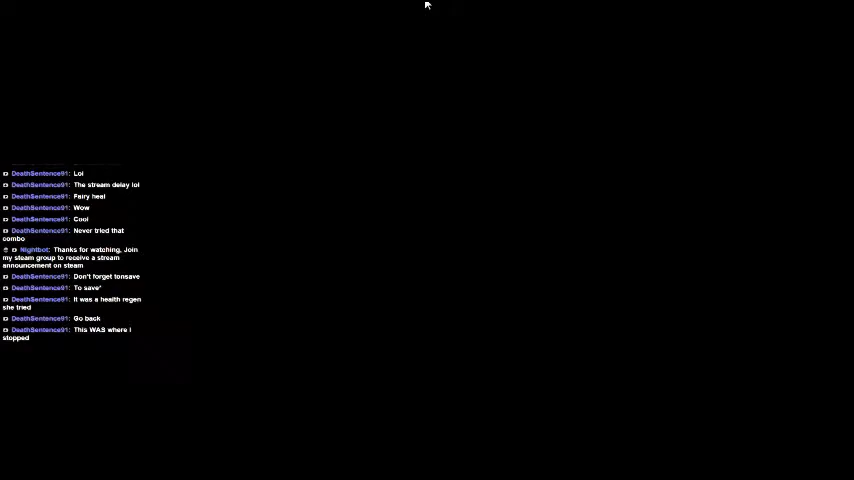 DeathSentence91: Lol
DeathSentence91: The stream delay lol
DeathSentence91: Fairy heal
DeathSentence91: Wow
DeathSentence91: Cool
DeathSentence91: Never tried that
combo
Nightbot: Thanks for watching, Join
my steam group to receive a stream
announcement on steam
DeathSentence91: Don't forget tonsave
DeathSentence91: To save*
DeathSentence91: It was a health regen
she tried
DeathSentence91: Go back
DeathSentence91: This WAS where I
stopped